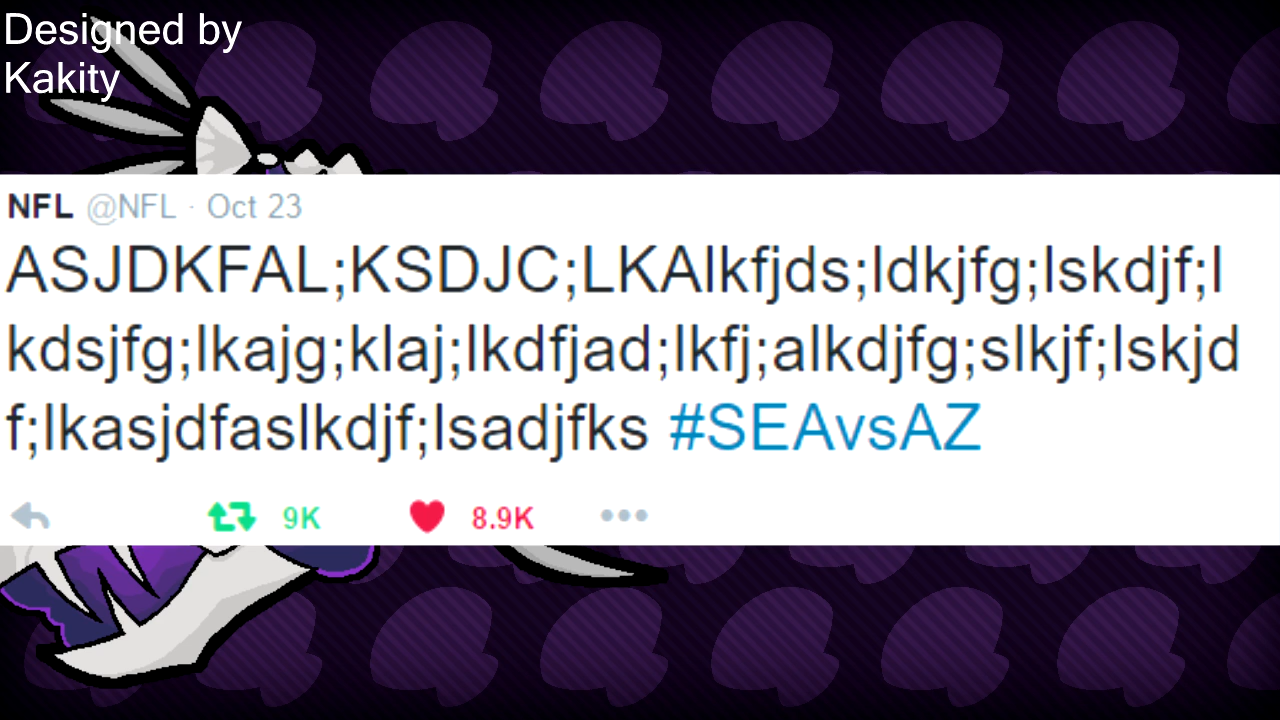 Designed by
Kakity
NFL @NFL · Oct 23
ASJDKFAL;KSDJC;LKAlkfjds;ldkjfg;lskdjf;l
kdsjfg;lkajg;klaj;lkdfjad;lkfj;alkdjfg;slkjf;lskjd
f;lkasjdfaslkdjf;lsadjfks #SEAvsAZ
9K 8.9K